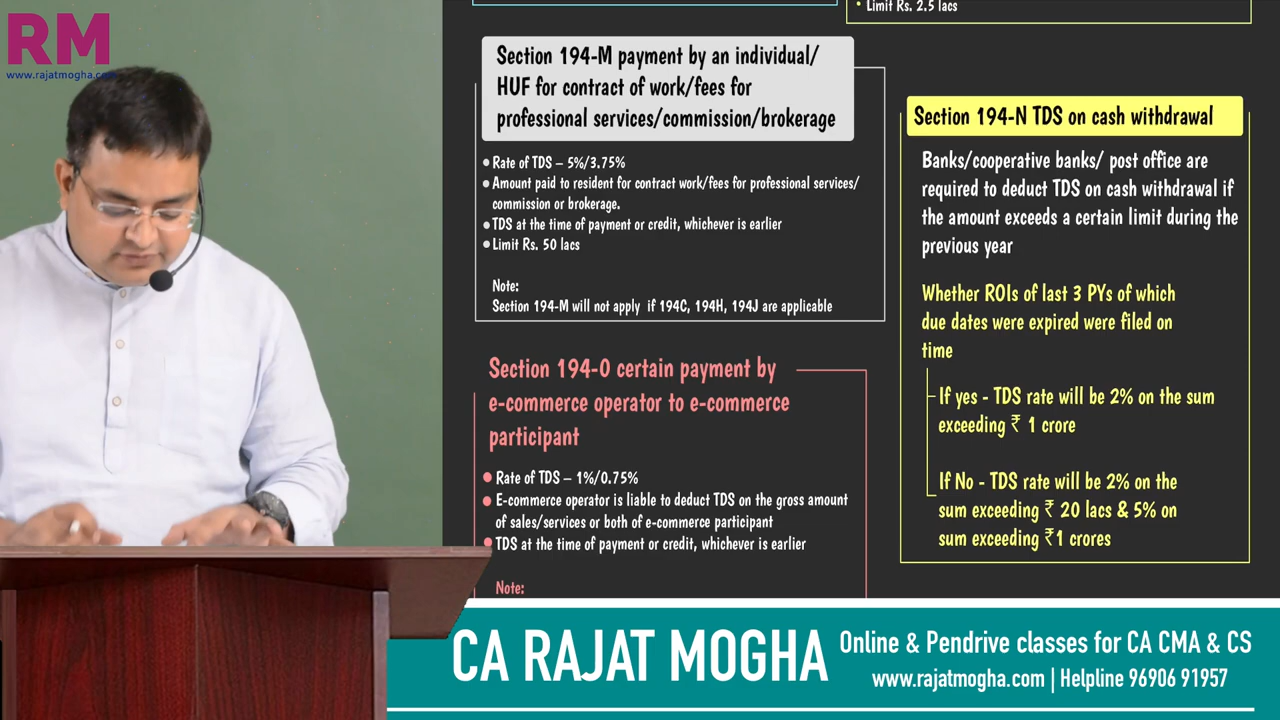 RM
www.rajatmogha.com
Limit Rs. 2.5 lacs
Section 194-M payment by an individual/
HUF for contract of work/fees for
professional services/commission/brokerage
• Rate of TDS – 5%/3.75%
• Amount paid to resident for contract work/fees for professional services/
commission or brokerage.
• TDS at the time of payment or credit, whichever is earlier
• Limit Rs. 50 lacs
Note:
Section 194-M will not apply if 194C, 194H, 194J are applicable
Section 194-O certain payment by
e-commerce operator to e-commerce
participant
• Rate of TDS – 1%/0.75%
• E-commerce operator is liable to deduct TDS on the gross amount
of sales/services or both of e-commerce participant
• TDS at the time of payment or credit, whichever is earlier
Note:
Section 194-N TDS on cash withdrawal
Banks/cooperative banks/ post office are
required to deduct TDS on cash withdrawal if
the amount exceeds a certain limit during the
previous year
Whether ROIs of last 3 PYs of which
due dates were expired were filed on
time
If yes - TDS rate will be 2% on the sum
exceeding ₹ 1 crore
If No - TDS rate will be 2% on the
sum exceeding ₹ 20 lacs & 5% on
sum exceeding ₹1 crores
CA RAJAT MOGHA
Online & Pendrive classes for CA CMA & CS
www.rajatmogha.com | Helpline 96906 91957